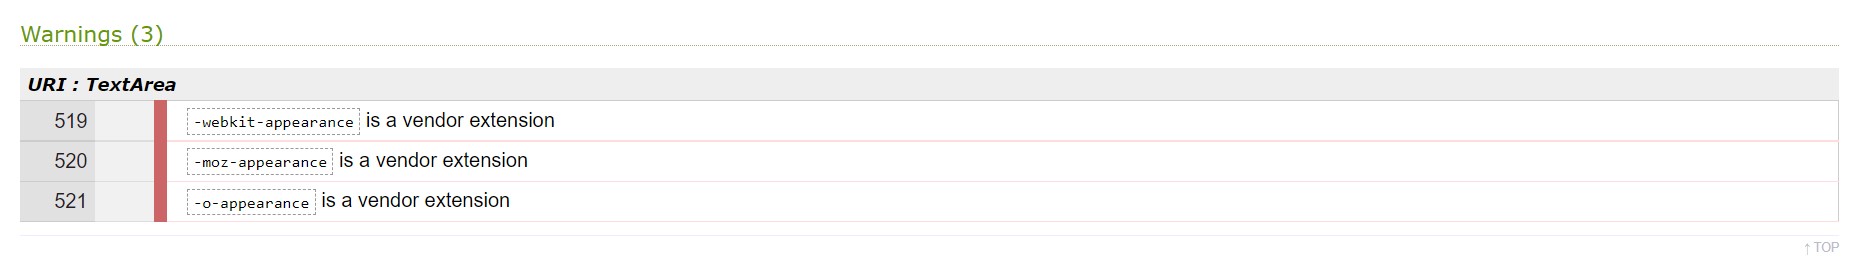 Warnings (3)
URI : TextArea
519 -webkit-appearance is a vendor extension
520 -moz-appearance is a vendor extension
521 -o-appearance is a vendor extension
↑ TOP